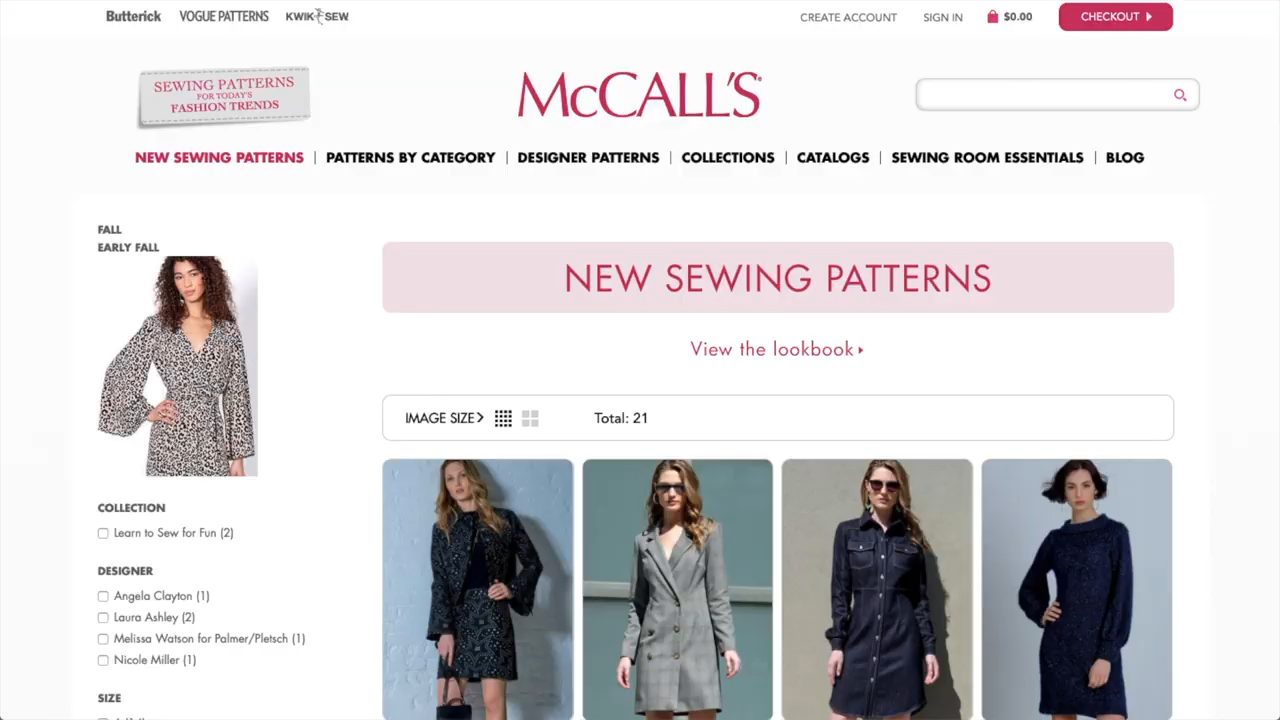 Butterick VOGUE PATTERNS KWIK SEW CREATE ACCOUNT SIGN IN $0.00 CHECKOUT
SEWING PATTERNS
FOR TODAY'S
FASHION TRENDS
McCALL'S
NEW SEWING PATTERNS | PATTERNS BY CATEGORY | DESIGNER PATTERNS | COLLECTIONS | CATALOGS | SEWING ROOM ESSENTIALS | BLOG
FALL
EARLY FALL
NEW SEWING PATTERNS
View the lookbook
IMAGE SIZE Total: 21
COLLECTION
Learn to Sew for Fun (2)
DESIGNER
Angela Clayton (1)
Laura Ashley (2)
Melissa Watson for Palmer/Pletsch (1)
Nicole Miller (1)
SIZE